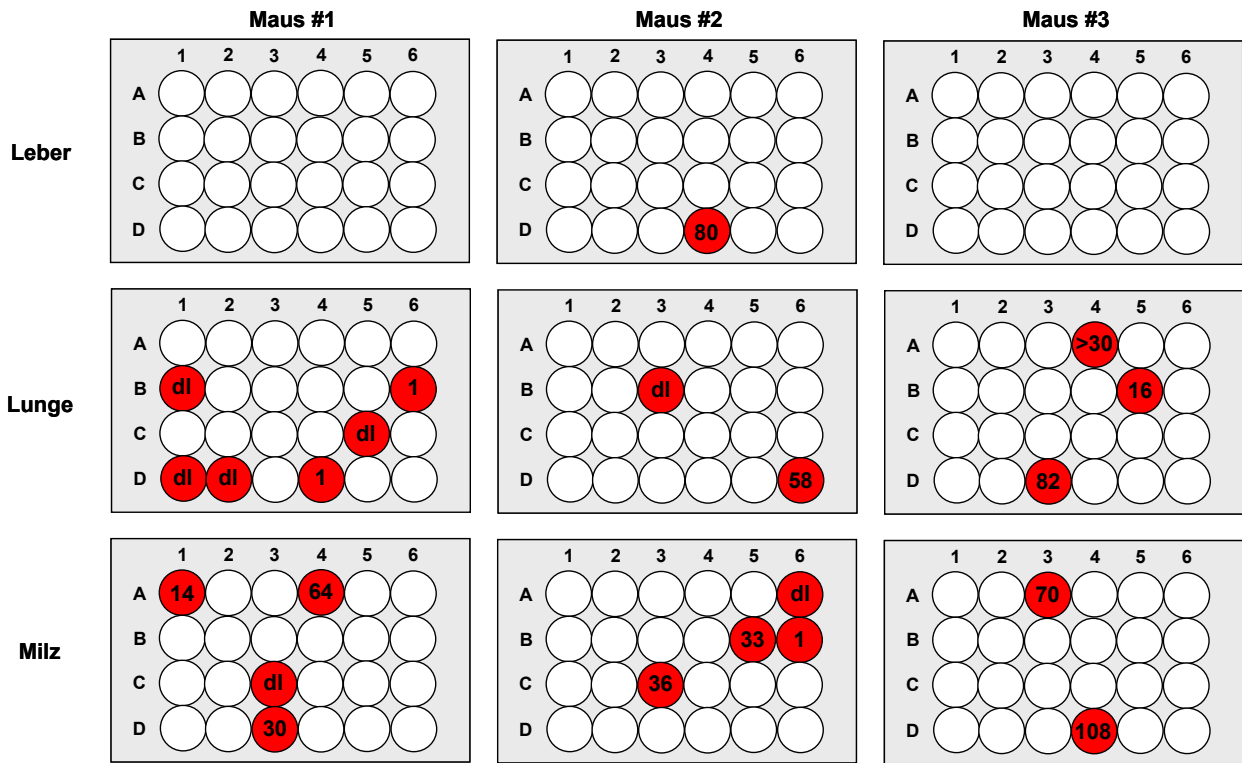 Maus #1 Maus #2 Maus #3
1 2 3 4 5 6 1 2 3 4 5 6 1 2 3 4 5 6
A A A
B B B
Leber
C C C
D D 80 D
1 2 3 4 5 6 1 2 3 4 5 6 1 2 3 4 5 6
A A A >30
B dl 1 B dl B 16
Lunge
C dl C C
D dl dl 1 D 58 D 82
1 2 3 4 5 6 1 2 3 4 5 6 1 2 3 4 5 6
A 14 64 A dl A 70
B B 33 1 B
Milz
C dl C 36 C
D 30 D D 108